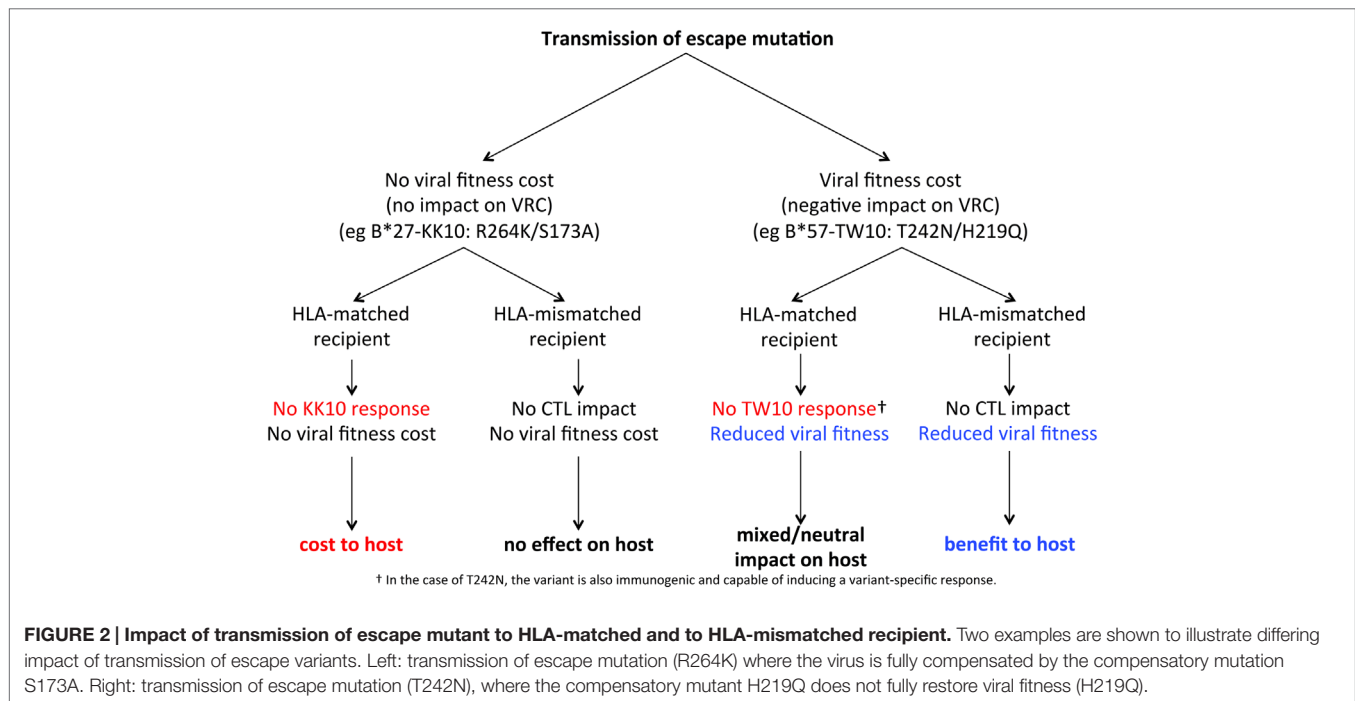 Transmission of escape mutation
No viral fitness cost
(no impact on VRC)
(eg B*27-KK10: R264K/S173A)
Viral fitness cost
(negative impact on VRC)
(eg B*57-TW10: T242N/H219Q)
HLA-matched
recipient
HLA-mismatched
recipient
HLA-matched
recipient
HLA-mismatched
recipient
No KK10 response
No viral fitness cost
No CTL impact
No viral fitness cost
No TW10 response†
Reduced viral fitness
No CTL impact
Reduced viral fitness
cost to host
no effect on host
mixed/neutral
impact on host
benefit to host
† In the case of T242N, the variant is also immunogenic and capable of inducing a variant-specific response.
FIGURE 2 | Impact of transmission of escape mutant to HLA-matched and to HLA-mismatched recipient. Two examples are shown to illustrate differing
impact of transmission of escape variants. Left: transmission of escape mutation (R264K) where the virus is fully compensated by the compensatory mutation
S173A. Right: transmission of escape mutation (T242N), where the compensatory mutant H219Q does not fully restore viral fitness (H219Q).